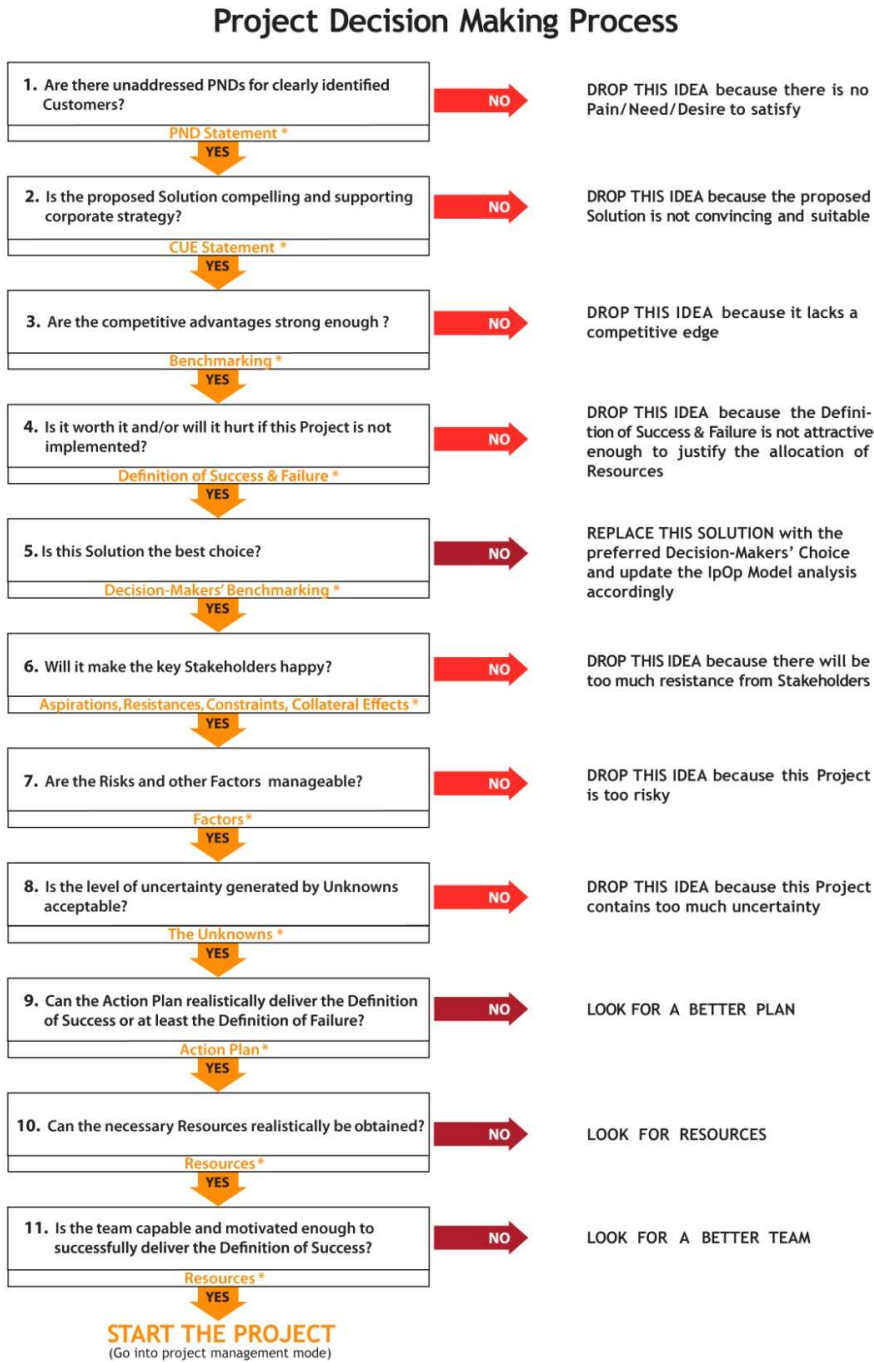 Project Decision Making Process
1. Are there unaddressed PNDs for clearly identified
Customers?
NO
DROP THIS IDEA because there is no
Pain/Need/Desire to satisfy
PND Statement *
YES
2. Is the proposed Solution compelling and supporting
corporate strategy?
NO
DROP THIS IDEA because the proposed
Solution is not convincing and suitable
CUE Statement *
YES
3. Are the competitive advantages strong enough ?
NO
DROP THIS IDEA because it lacks a
competitive edge
Benchmarking *
YES
4. Is it worth it and/or will it hurt if this Project is not
implemented?
NO
DROP THIS IDEA because the Defini-
tion of Success & Failure is not attractive
enough to justify the allocation of
Resources
Definition of Success & Failure *
YES
5. Is this Solution the best choice?
NO
REPLACE THIS SOLUTION with the
preferred Decision-Makers' Choice
and update the IpOp Model analysis
accordingly
Decision-Makers' Benchmarking *
YES
6. Will it make the key Stakeholders happy?
NO
DROP THIS IDEA because there will be
too much resistance from Stakeholders
Aspirations, Resistances, Constraints, Collateral Effects *
YES
7. Are the Risks and other Factors manageable?
NO
DROP THIS IDEA because this Project
is too risky
Factors *
YES
8. Is the level of uncertainty generated by Unknowns
acceptable?
NO
DROP THIS IDEA because this Project
contains too much uncertainty
The Unknowns *
YES
9. Can the Action Plan realistically deliver the Definition
of Success or at least the Definition of Failure?
NO
LOOK FOR A BETTER PLAN
Action Plan *
YES
10. Can the necessary Resources realistically be obtained?
NO
LOOK FOR RESOURCES
Resources *
YES
11. Is the team capable and motivated enough to
successfully deliver the Definition of Success?
NO
LOOK FOR A BETTER TEAM
Resources *
YES
START THE PROJECT
(Go into project management mode)